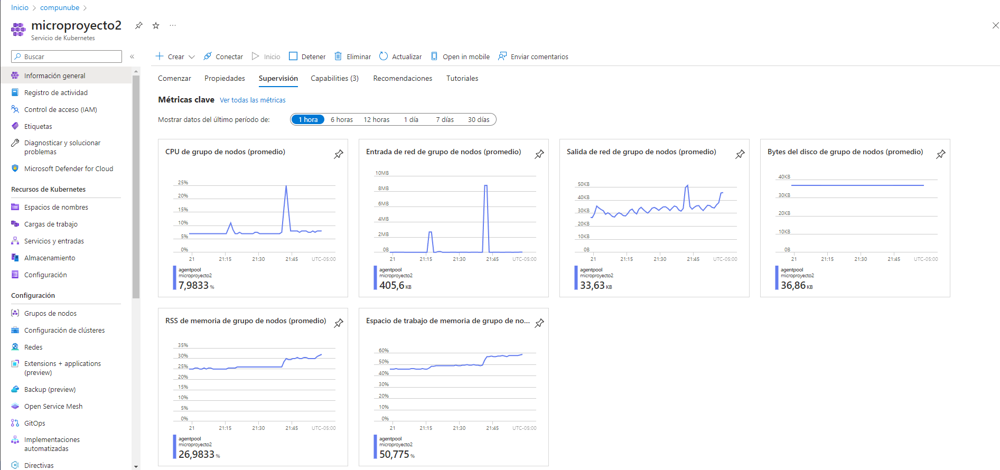 Inicio > compunube >
microproyecto2
Servicio de Kubernetes
Buscar
Información general
Registro de actividad
Control de acceso (IAM)
Etiquetas
Diagnosticar y solucionar
problemas
Microsoft Defender for Cloud
Recursos de Kubernetes
Espacios de nombres
Cargas de trabajo
Servicios y entradas
Almacenamiento
Configuración
Configuración
Grupos de nodos
Configuración de clústeres
Redes
Extensions + applications
(preview)
Backup (preview)
Open Service Mesh
GitOps
Implementaciones
automatizadas
Directivas
Crear Conectar Inicio Detener Eliminar Actualizar Open in mobile Enviar comentarios
Comenzar Propiedades Supervisión Capabilities (3) Recomendaciones Tutoriales
Métricas clave Ver todas las métricas
Mostrar datos del último período de: 1 hora 6 horas 12 horas 1 día 7 días 30 días
CPU de grupo de nodos (promedio)
25%
20%
15%
10%
5%
0%
21 21:15 21:30 21:45 UTC-05:00
agentpool
microproyecto2
7,9833 %
Entrada de red de grupo de nodos (promedio)
10MB
8MB
6MB
4MB
2MB
0B
21 21:15 21:30 21:45 UTC-05:00
agentpool
microproyecto2
405,6 KB
Salida de red de grupo de nodos (promedio)
50KB
40KB
30KB
20KB
10KB
0B
21 21:15 21:30 21:45 UTC-05:00
agentpool
microproyecto2
33,63 KB
Bytes del disco de grupo de nodos (promedio)
40KB
30KB
20KB
10KB
0B
21 21:15 21:30 21:45 UTC-05:00
agentpool
microproyecto2
36,86 KB
RSS de memoria de grupo de nodos (promedio)
35%
30%
25%
20%
15%
10%
5%
0%
21 21:15 21:30 21:45 UTC-05:00
agentpool
microproyecto2
26,9833 %
Espacio de trabajo de memoria de grupo de no...
60%
50%
40%
30%
20%
10%
0%
21 21:15 21:30 21:45 UTC-05:00
agentpool
microproyecto2
50,775 %